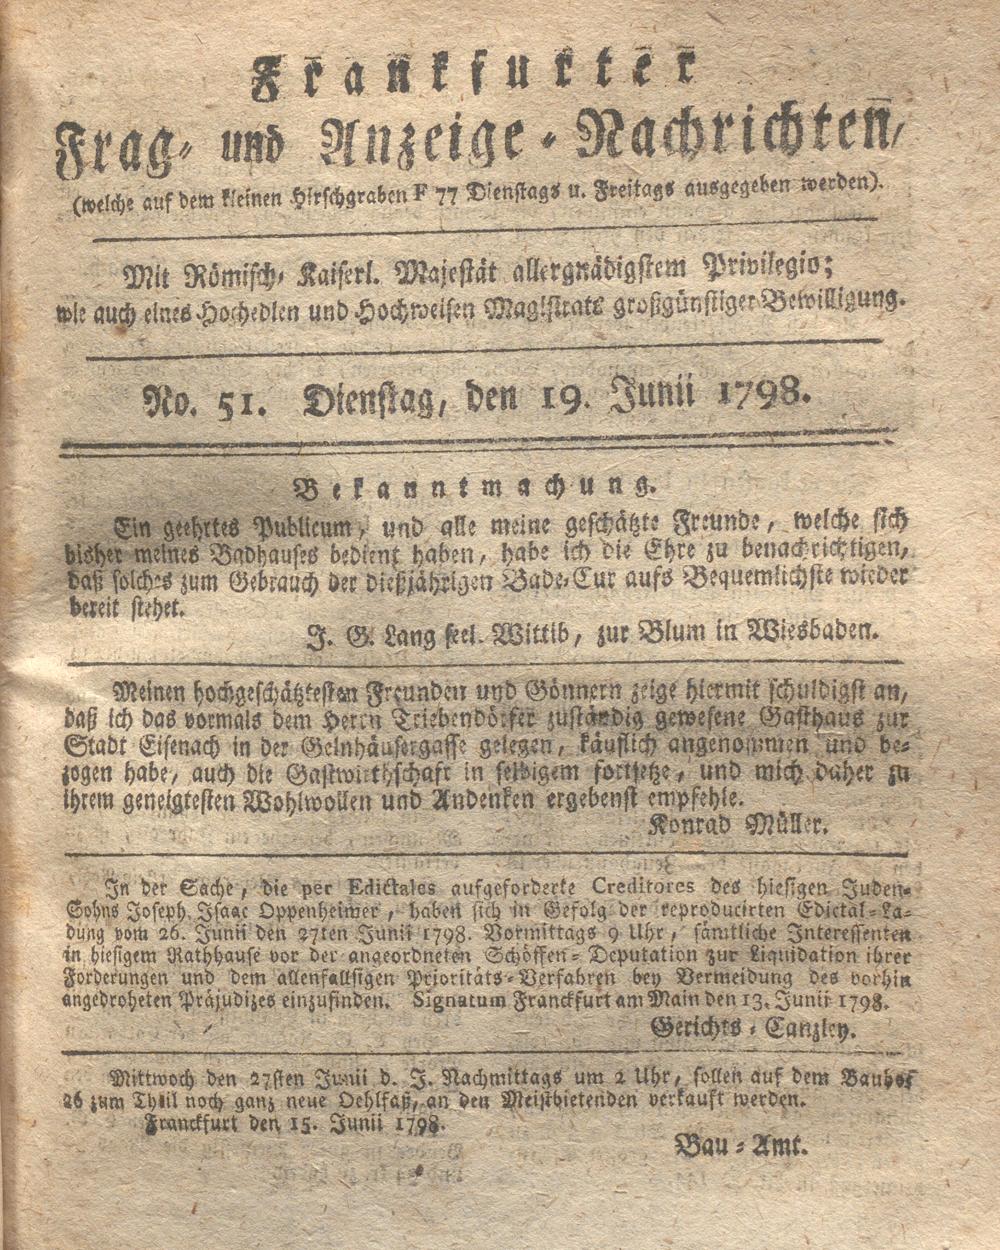 Frankfurter
Frag- und Anzeige-Nachrichten,
(welche auf dem kleinen Hirschgraben F 77 Dienstags u. Freitags ausgegeben werden).
Mit Römisch-Kaiserl. Majestät allergnädigstem Privilegio;
wie auch eines Hochedlen und Hochweisen Magistrats großgünstiger Bewilligung.
No. 51. Dienstag, den 19. Junii 1798.
Bekanntmachung.
Ein geehrtes Publicum, und alle meine geschätzte Freunde, welche sich
bisher meines Badhauses bedient haben, habe ich die Ehre zu benachrichtigen,
daß solches zum Gebrauch der dießjährigen Bade-Cur aufs Bequemlichste wieder
bereit stehet.
J. G. Lang seel. Wittib, zur Blum in Wiesbaden.
Meinen hochgeschätztesten Freunden und Gönnern zeige hiermit schuldigst an,
daß ich das vormals dem Herrn Triebendörfer zuständig gewesene Gasthaus zur
Stadt Eisenach in der Gelnhäusergasse gelegen, käuflich angenommen und be-
zogen habe, auch die Gastwirthschaft in selbigem fortsetze, und mich daher zu
ihrem geneigtesten Wohlwollen und Andenken ergebenst empfehle.
Konrad Müller.
In der Sache, die per Edictales aufgeforderte Creditores des hiesigen Juden-
Sohns Joseph Isaac Oppenheimer, haben sich in Gefolg der reproducirten Edictal-La-
dung vom 26. Junii den 27ten Junii 1798. Vormittags 9 Uhr, sämtliche Interessenten
in hiesigem Rathhause vor der angeordneten Schöffen-Deputation zur Liquidation ihrer
Forderungen und dem allenfallsigen Prioritäts-Verfahren bey Vermeidung des vorhin
angedroheten Präjudizes einzufinden. Signatum Franckfurt am Main den 13. Junii 1798.
Gerichts-Canzley.
Mittwoch den 27sten Junii d. J. Nachmittags um 2 Uhr, sollen auf dem Bauhof
26 zum Theil noch ganz neue Oehlfaß, an den Meistbietenden verkauft werden.
Franckfurt den 15. Junii 1798.
Bau-Amt.